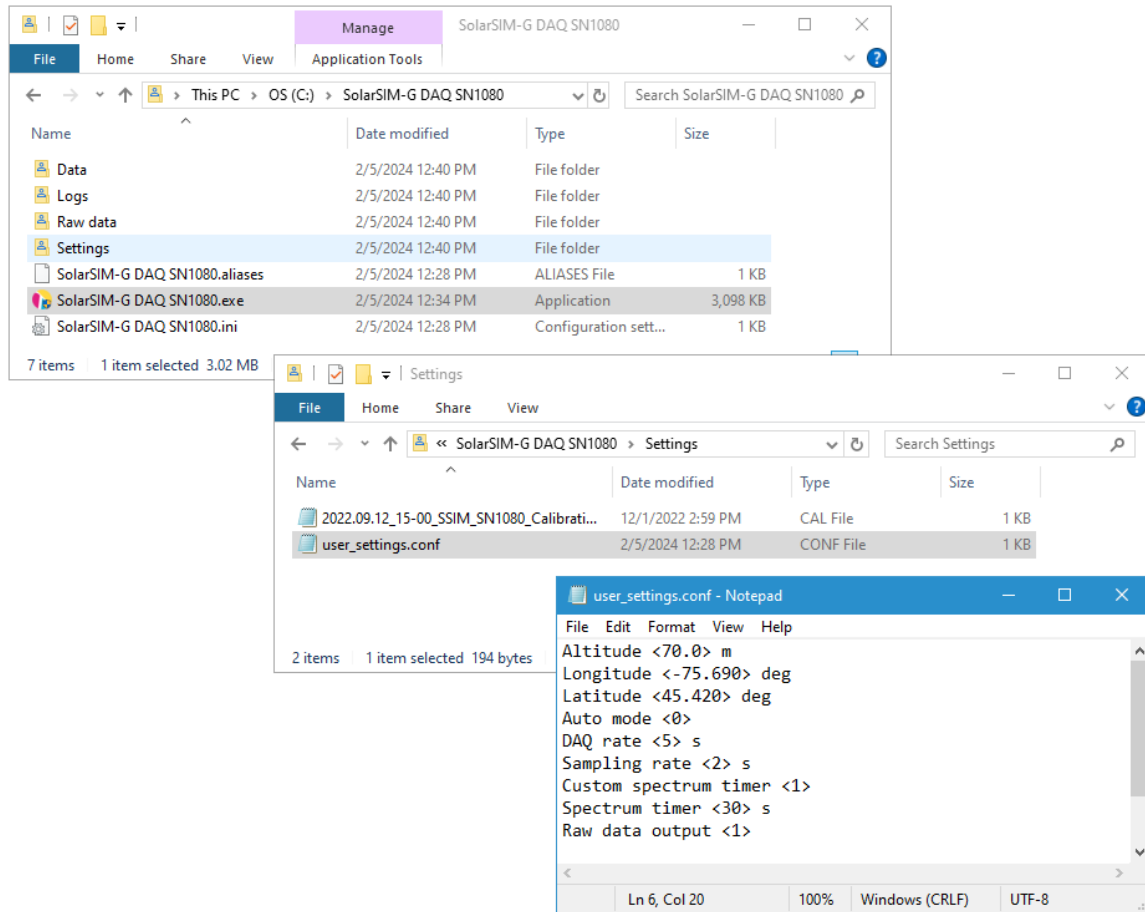 Manage SolarSIM-G DAQ SN1080
File Home Share View Application Tools
This PC > OS (C:) > SolarSIM-G DAQ SN1080 Search SolarSIM-G DAQ SN1080
Name Date modified Type Size
Data 2/5/2024 12:40 PM File folder
Logs 2/5/2024 12:40 PM File folder
Raw data 2/5/2024 12:40 PM File folder
Settings 2/5/2024 12:40 PM File folder
SolarSIM-G DAQ SN1080.aliases 2/5/2024 12:28 PM ALIASES File 1 KB
SolarSIM-G DAQ SN1080.exe 2/5/2024 12:34 PM Application 3,098 KB
SolarSIM-G DAQ SN1080.ini 2/5/2024 12:28 PM Configuration sett... 1 KB
7 items 1 item selected 3.02 MB
Settings
File Home Share View
« SolarSIM-G DAQ SN1080 > Settings Search Settings
Name Date modified Type Size
2022.09.12_15-00_SSIM_SN1080_Calibrati... 12/1/2022 2:59 PM CAL File 1 KB
user_settings.conf 2/5/2024 12:28 PM CONF File 1 KB
2 items 1 item selected 194 bytes
user_settings.conf - Notepad
File Edit Format View Help
Altitude <70.0> m
Longitude <-75.690> deg
Latitude <45.420> deg
Auto mode <0>
DAQ rate <5> s
Sampling rate <2> s
Custom spectrum timer <1>
Spectrum timer <30> s
Raw data output <1>
Ln 6, Col 20 100% Windows (CRLF) UTF-8